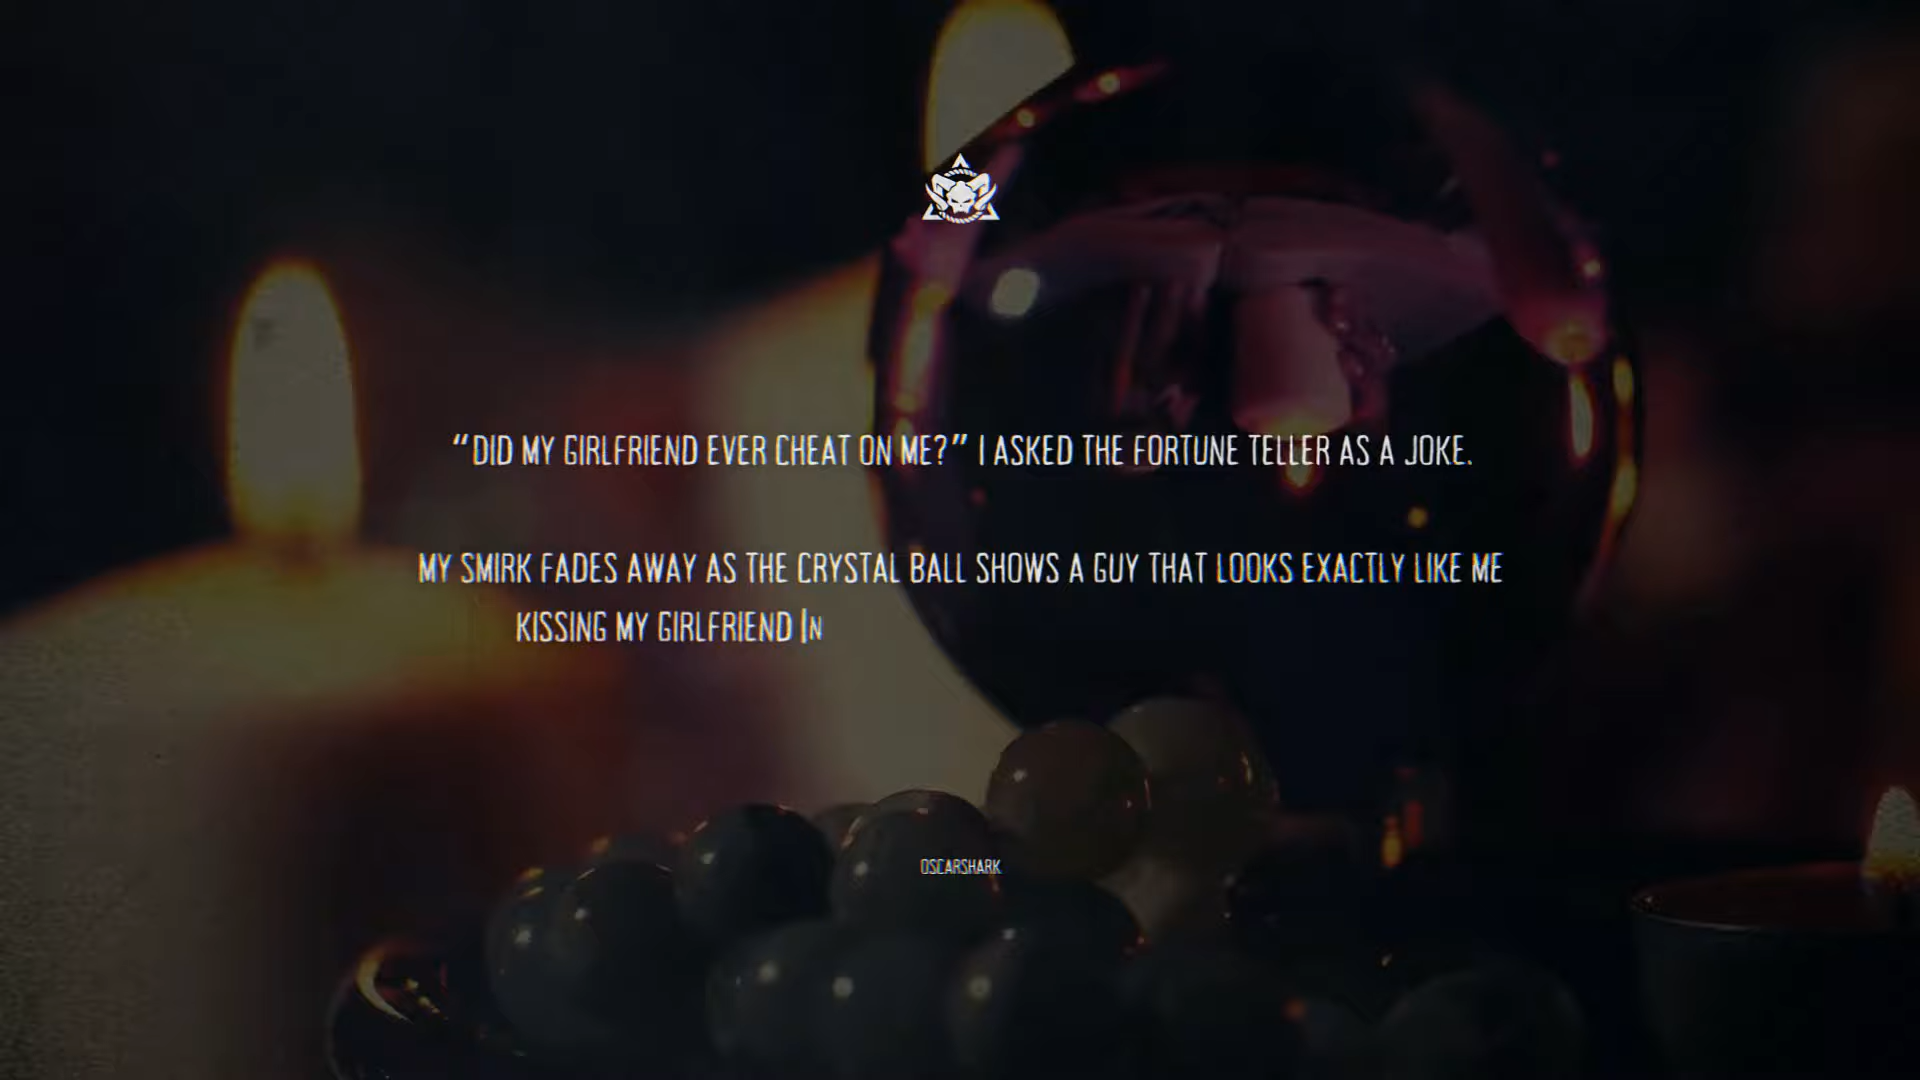 “DID MY GIRLFRIEND EVER CHEAT ON ME?” I ASKED THE FORTUNE TELLER AS A JOKE.
MY SMIRK FADES AWAY AS THE CRYSTAL BALL SHOWS A GUY THAT LOOKS EXACTLY LIKE ME
KISSING MY GIRLFRIEND IN
OSCARSHARK